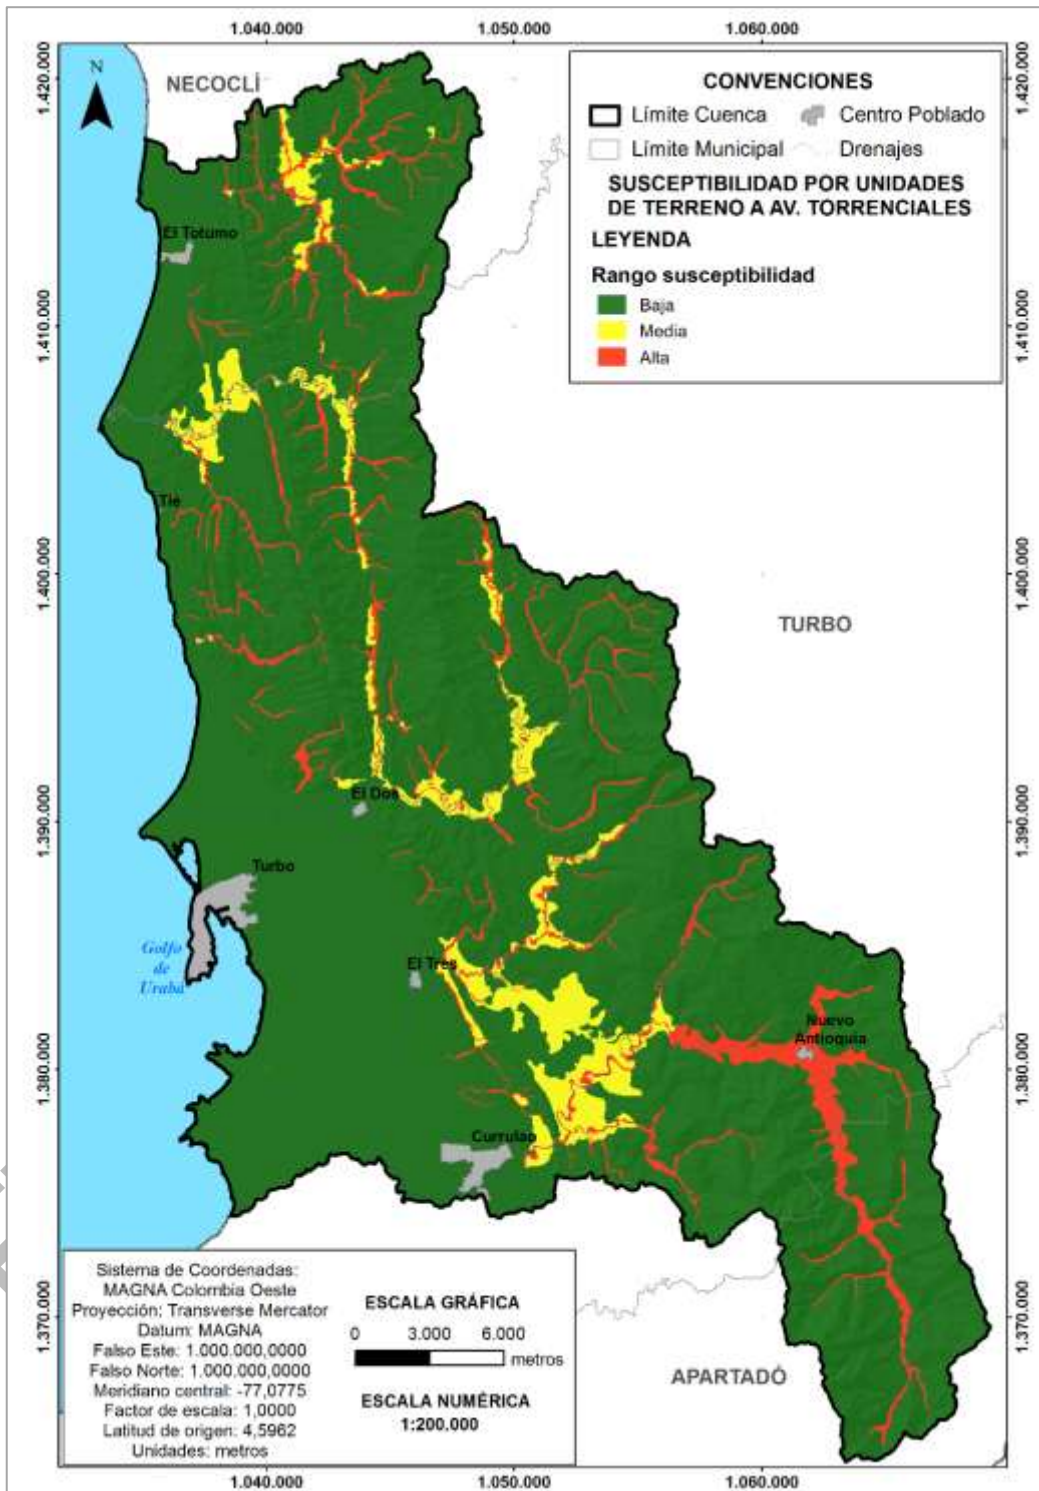 1.040.000
1.050.000
1.060.000
1.420.000
1.410.000
1.400.000
1.390.000
1.380.000
1.370.000
1.420.000
1.410.000
1.400.000
1.390.000
1.380.000
1.370.000
N
NECOCLÍ
CONVENCIONES
Límite Cuenca
Centro Poblado
Límite Municipal
Drenajes
SUSCEPTIBILIDAD POR UNIDADES
DE TERRENO A AV. TORRENCIALES
LEYENDA
Rango susceptibilidad
Baja
Media
Alta
El Totumo
Tie
TURBO
El Dos
Turbo
Golfo
de
Urabá
El Tres
Nuevo
Antioquia
Currulao
APARTADÓ
Sistema de Coordenadas:
MAGNA Colombia Oeste
Proyección: Transverse Mercator
Datum: MAGNA
Falso Este: 1.000.000,0000
Falso Norte: 1.000.000,0000
Meridiano central: -77,0775
Factor de escala: 1,0000
Latitud de origen: 4,5962
Unidades: metros
ESCALA GRÁFICA
0 3.000 6.000
metros
ESCALA NUMÉRICA
1:200.000
1.040.000
1.050.000
1.060.000